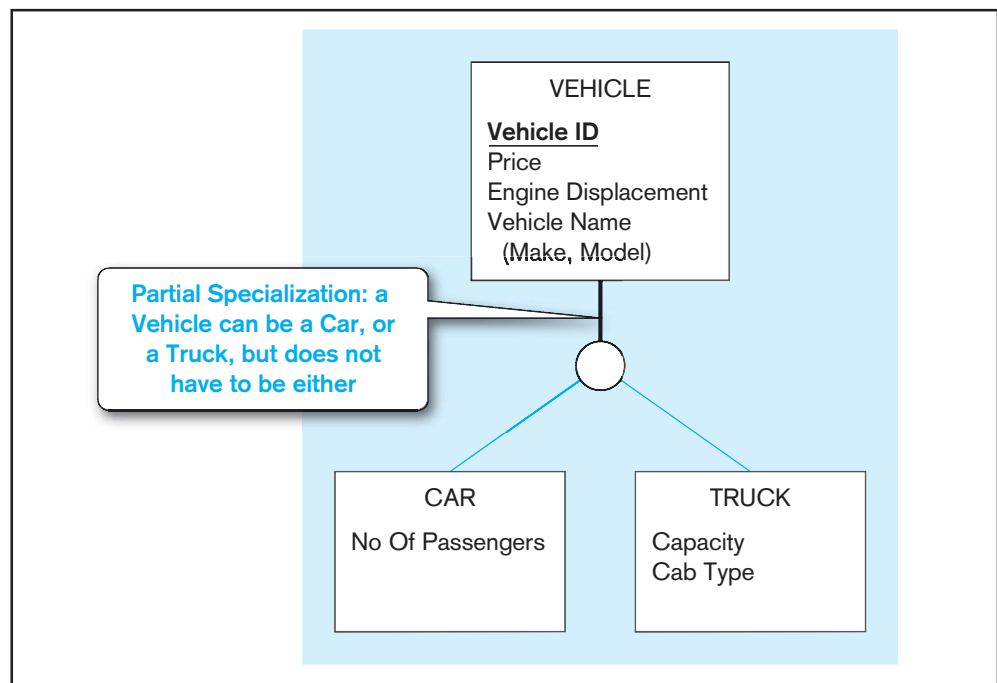 VEHICLE
Vehicle ID
Price
Engine Displacement
Vehicle Name
(Make, Model)
Partial Specialization: a
Vehicle can be a Car, or
a Truck, but does not
have to be either
CAR
No Of Passengers
TRUCK
Capacity
Cab Type